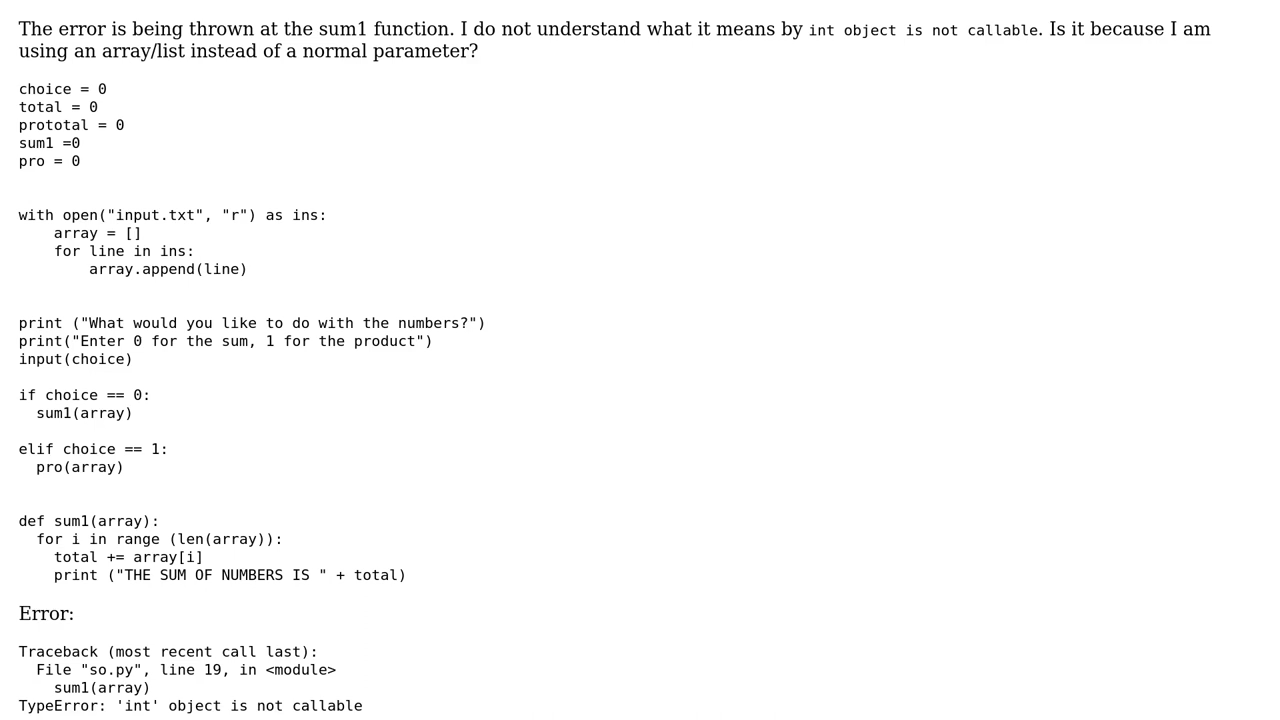 The error is being thrown at the sum1 function. I do not understand what it means by int object is not callable. Is it because I am
using an array/list instead of a normal parameter?
choice = 0
total = 0
prototal = 0
sum1 =0
pro = 0
with open("input.txt", "r") as ins:
    array = []
    for line in ins:
        array.append(line)
print ("What would you like to do with the numbers?")
print("Enter 0 for the sum, 1 for the product")
input(choice)
if choice == 0:
  sum1(array)
elif choice == 1:
  pro(array)
def sum1(array):
  for i in range (len(array)):
    total += array[i]
    print ("THE SUM OF NUMBERS IS " + total)
Error:
Traceback (most recent call last):
  File "so.py", line 19, in <module>
    sum1(array)
TypeError: 'int' object is not callable